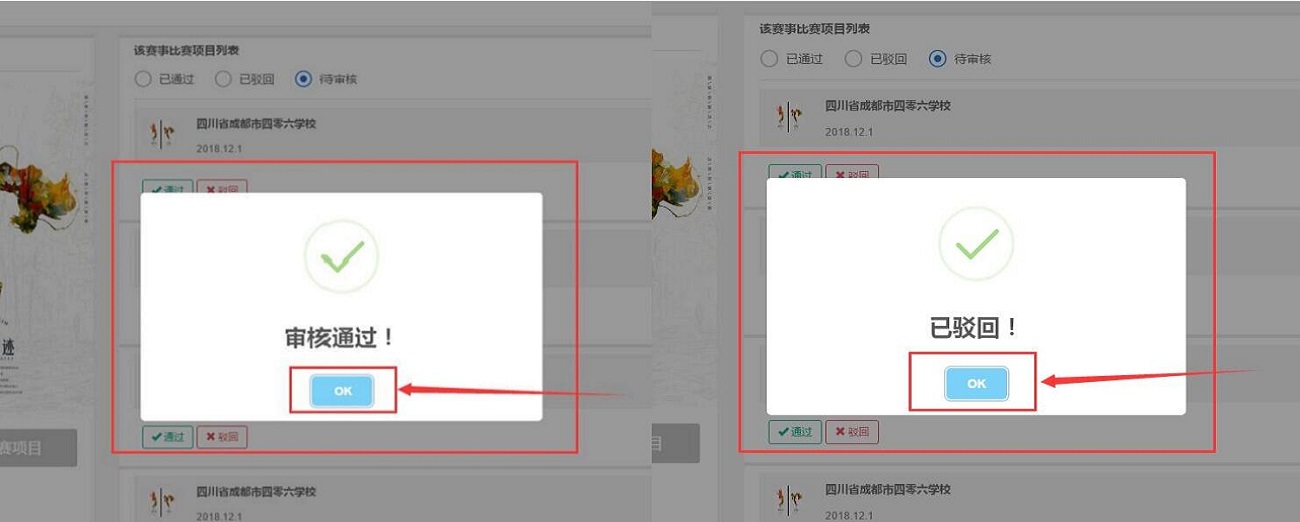 该赛事比赛项目列表
已通过 已驳回 待审核
四川省成都市四零六学校
2018.12.1
通过 驳回
审核通过！
OK
迹
赛项目
通过 驳回
四川省成都市四零六学校
2018.12.1
该赛事比赛项目列表
已通过 已驳回 待审核
四川省成都市四零六学校
2018.12.1
通过 驳回
已驳回！
OK
目
通过 驳回
四川省成都市四零六学校
2018.12.1